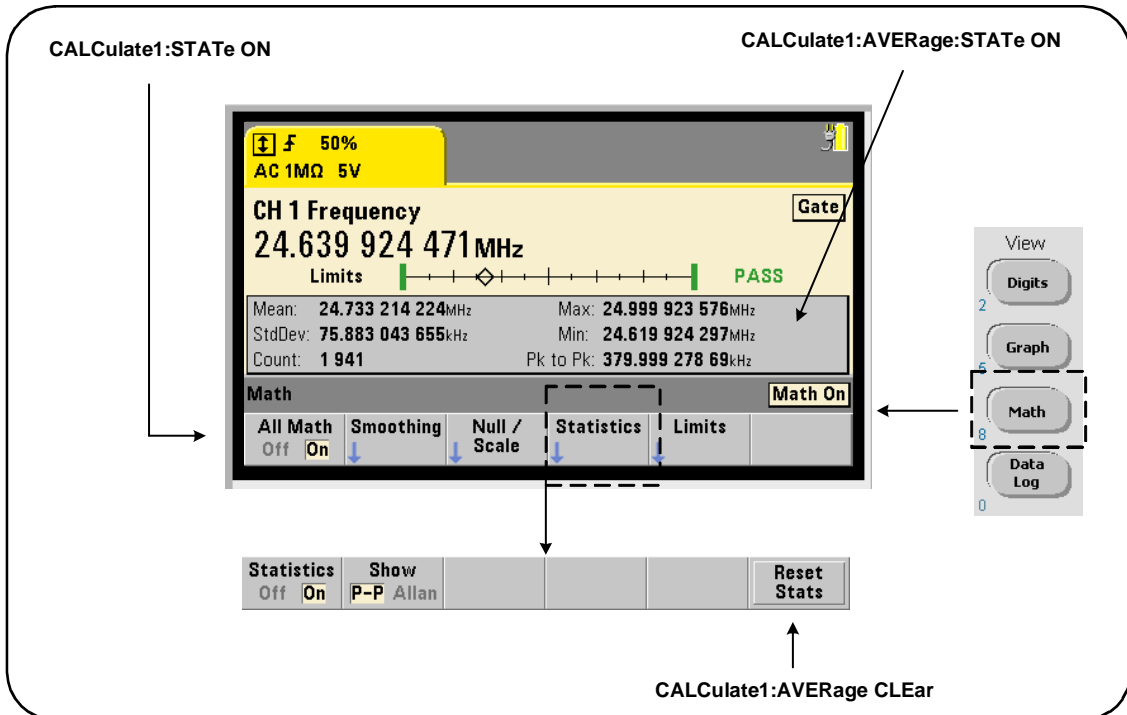 CALCulate1:STATe ON
CALCulate1:AVERage:STATe ON
50%
AC 1MΩ 5V
CH 1 Frequency
Gate
24.639 924 471 MHz
Limits
PASS
Mean: 24.733 214 224MHz Max: 24.999 923 576MHz
StdDev: 75.883 043 655kHz Min: 24.619 924 297MHz
Count: 1 941 Pk to Pk: 379.999 278 69kHz
Math
Math On
All Math Smoothing Null / Statistics Limits
Off On Scale
View
Digits
2
Graph
5
Math
8
Data
Log
0
Statistics Show Reset
Off On P-P Allan Stats
CALCulate1:AVERage CLEar